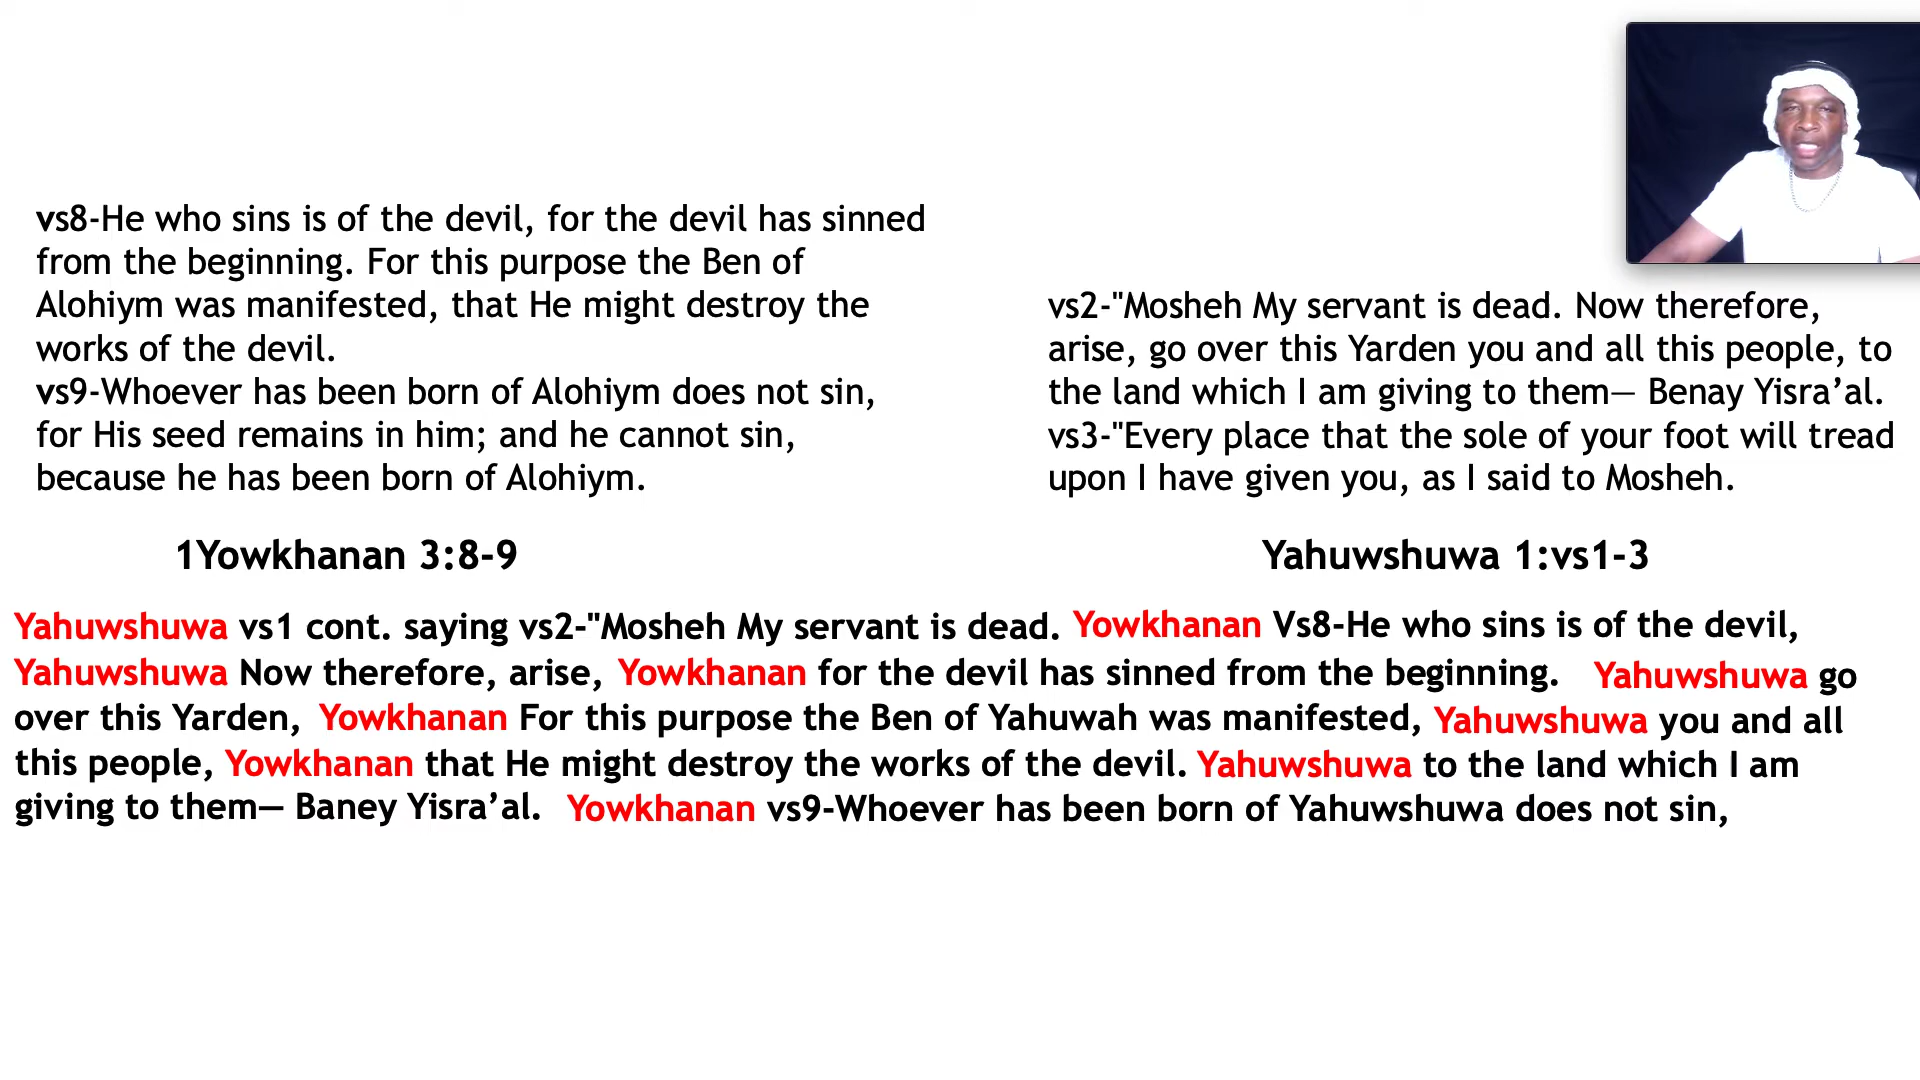 vs8-He who sins is of the devil, for the devil has sinned
from the beginning. For this purpose the Ben of
Alohiym was manifested, that He might destroy the
works of the devil.
vs9-Whoever has been born of Alohiym does not sin,
for His seed remains in him; and he cannot sin,
because he has been born of Alohiym.
1Yowkhanan 3:8-9
vs2-"Mosheh My servant is dead. Now therefore,
arise, go over this Yarden you and all this people, to
the land which I am giving to them— Benay Yisra’al.
vs3-"Every place that the sole of your foot will tread
upon I have given you, as I said to Mosheh.
Yahuwshuwa 1:vs1-3
Yahuwshuwa vs1 cont. saying vs2-"Mosheh My servant is dead. Yowkhanan Vs8-He who sins is of the devil,
Yahuwshuwa Now therefore, arise, Yowkhanan for the devil has sinned from the beginning. Yahuwshuwa go
over this Yarden, Yowkhanan For this purpose the Ben of Yahuwah was manifested, Yahuwshuwa you and all
this people, Yowkhanan that He might destroy the works of the devil. Yahuwshuwa to the land which I am
giving to them— Baney Yisra’al. Yowkhanan vs9-Whoever has been born of Yahuwshuwa does not sin,